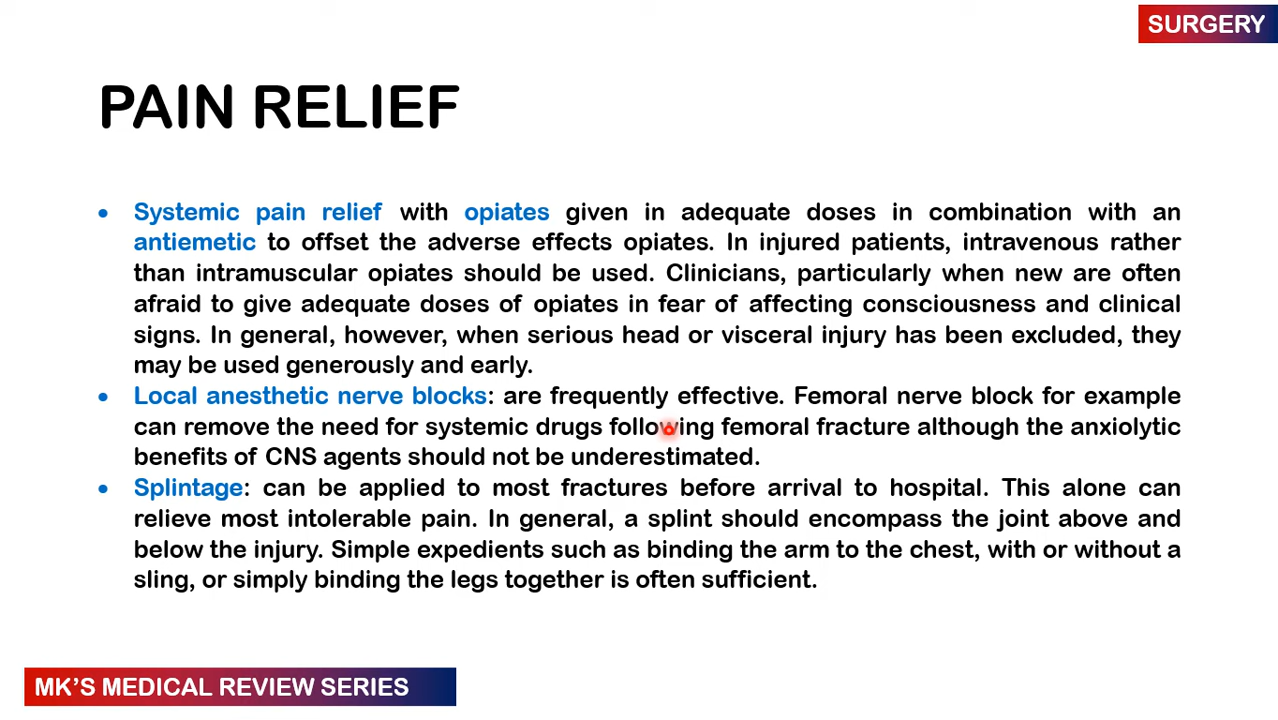 SURGERY
PAIN RELIEF
• Systemic pain relief with opiates given in adequate doses in combination with an
antiemetic to offset the adverse effects opiates. In injured patients, intravenous rather
than intramuscular opiates should be used. Clinicians, particularly when new are often
afraid to give adequate doses of opiates in fear of affecting consciousness and clinical
signs. In general, however, when serious head or visceral injury has been excluded, they
may be used generously and early.
• Local anesthetic nerve blocks: are frequently effective. Femoral nerve block for example
can remove the need for systemic drugs following femoral fracture although the anxiolytic
benefits of CNS agents should not be underestimated.
• Splintage: can be applied to most fractures before arrival to hospital. This alone can
relieve most intolerable pain. In general, a splint should encompass the joint above and
below the injury. Simple expedients such as binding the arm to the chest, with or without a
sling, or simply binding the legs together is often sufficient.
MK'S MEDICAL REVIEW SERIES